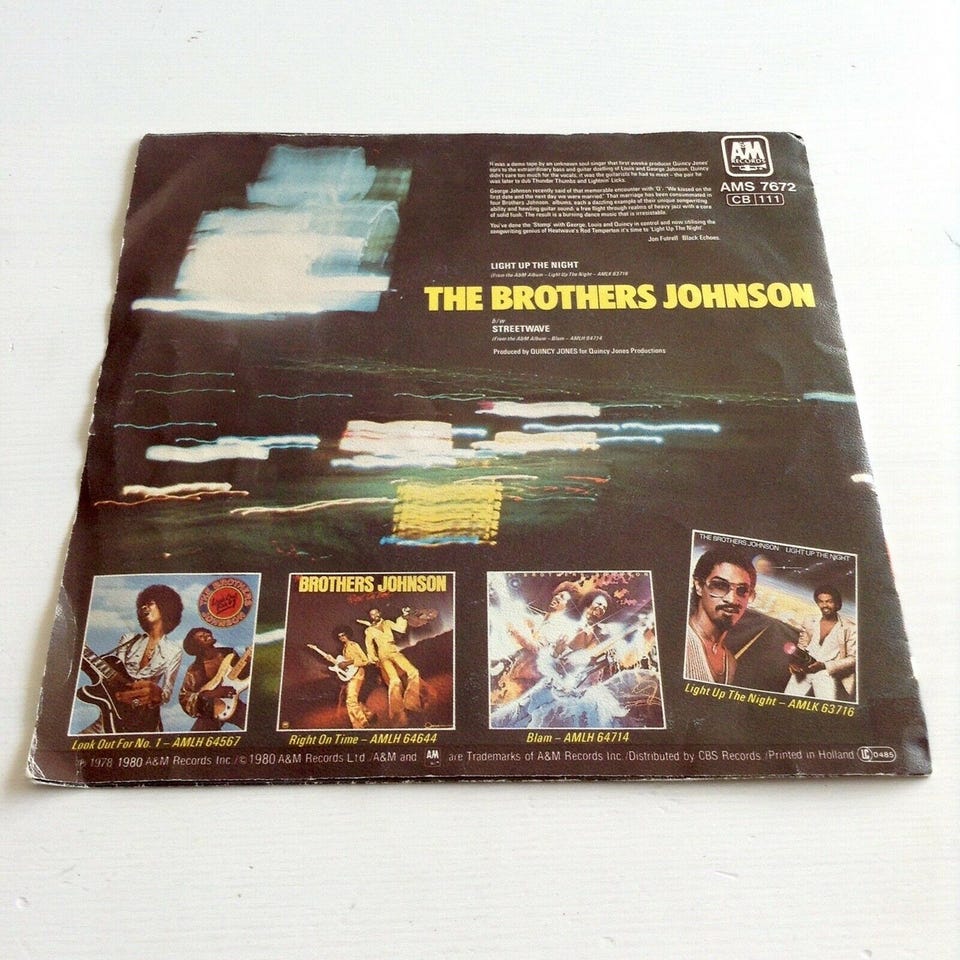 A&M
RECORDS
AMS 7672
CB 111
It was a demo tape by an unknown soul singer that first awoke producer Quincy Jones'
ears to the extraordinary bass and guitar duelling of Louis and George Johnson. Quincy
didn't care too much for the vocals, it was the guitarists he had to meet - the pair he
was later to dub Thunder Thumbs and Lightnin' Licks.
George Johnson recently said of that memorable encounter with 'Q'. 'We kissed on the
first date and the next day we were married'. That marriage has been consummated in
four Brothers Johnson albums, each a dazzling example of their unique songwriting
ability and howling guitar sound; a free flight through realms of heavy jazz with a core
of solid funk. The result is a burning dance music that is irresistable.
You've done the 'Stomp' with George, Louis and Quincy in control and now utilising the
songwriting genius of Heatwave's Rod Temperton it's time to 'Light Up The Night'.
Jon Futrell Black Echoes.
LIGHT UP THE NIGHT
(From the A&M Album - Light Up The Night - AMLK 63716
THE BROTHERS JOHNSON
b/w
STREETWAVE
(From the A&M Album - Blam - AMLH 64714
Produced by QUINCY JONES for Quincy Jones Productions
THE BROTHERS JOHNSON LIGHT UP THE NIGHT
THE BROTHERS
Look Out
JOHNSON
BROTHERS JOHNSON
Look Out For No. 1 – AMLH 64567
Right On Time – AMLH 64644
Blam – AMLH 64714
Light Up The Night – AMLK 63716
℗ 1978 1980 A&M Records Inc /© 1980 A&M Records Ltd /A&M and AM are Trademarks of A&M Records Inc /Distributed by CBS Records /Printed in Holland LC 0485